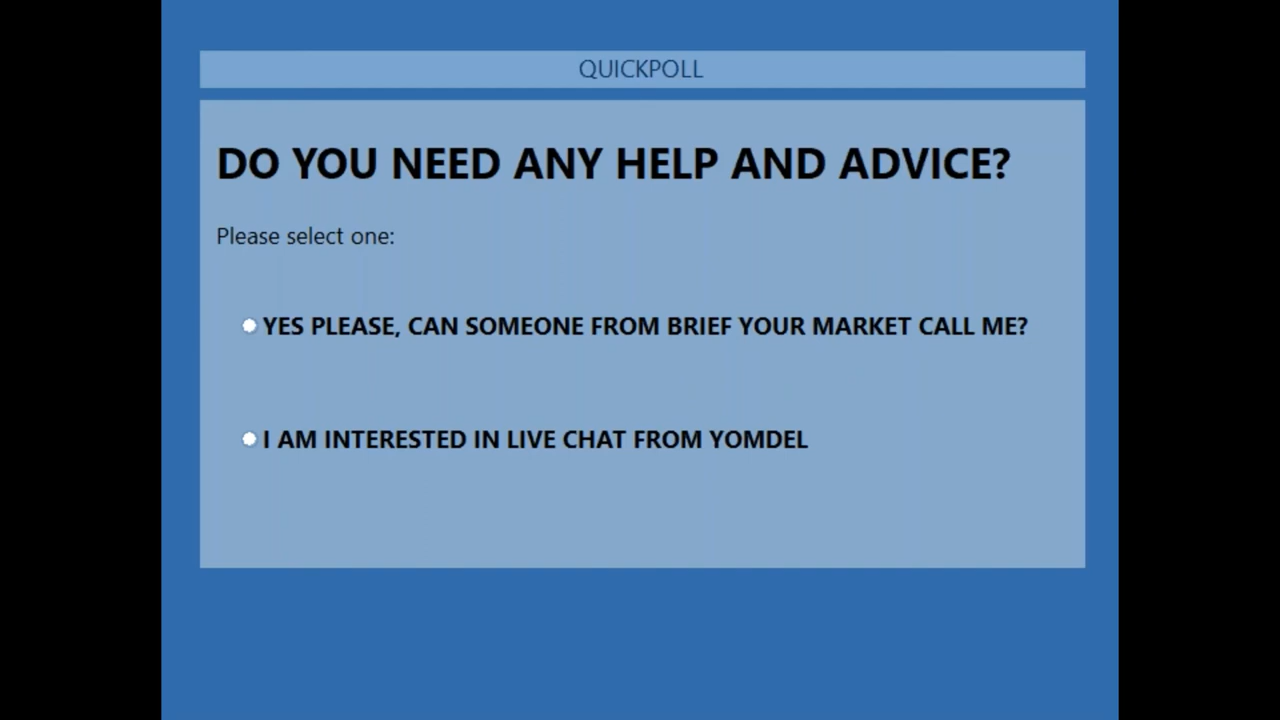 QUICKPOLL
DO YOU NEED ANY HELP AND ADVICE?
Please select one:
YES PLEASE, CAN SOMEONE FROM BRIEF YOUR MARKET CALL ME?
I AM INTERESTED IN LIVE CHAT FROM YOMDEL